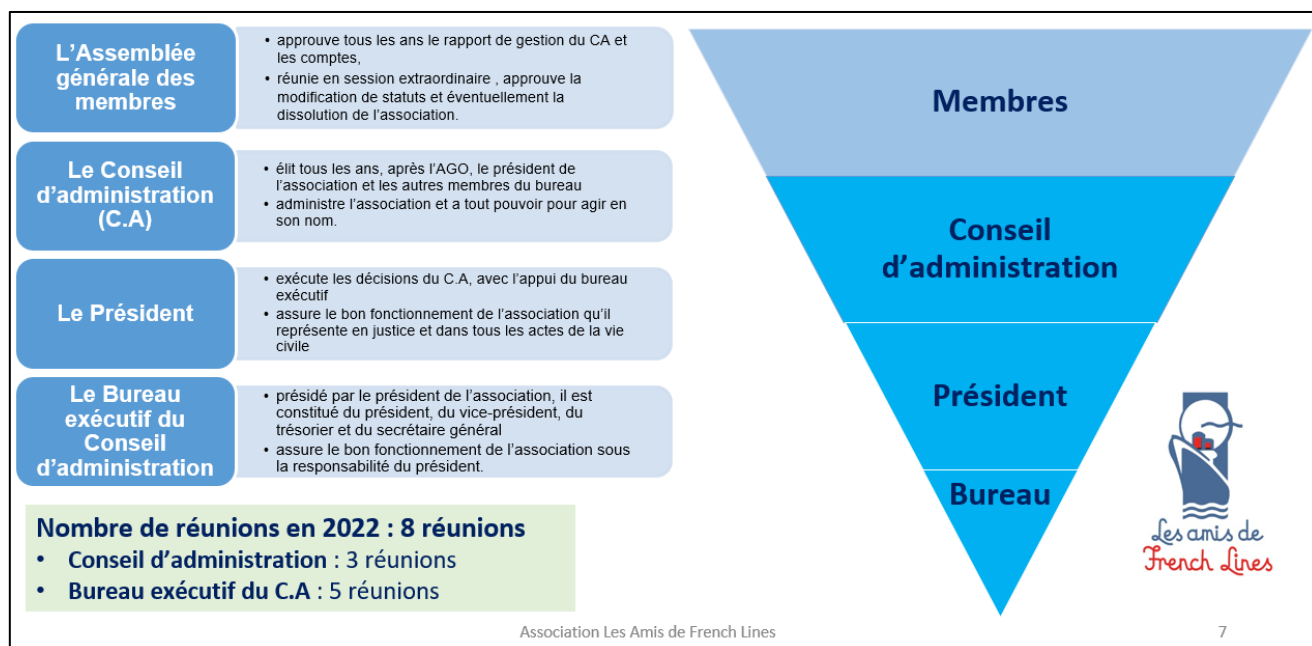 L’Assemblée
générale des
membres
• approuve tous les ans le rapport de gestion du CA et
les comptes,
• réunie en session extraordinaire , approuve la
modification de statuts et éventuellement la
dissolution de l’association.
Le Conseil
d’administration
(C.A)
• élit tous les ans, après l’AGO, le président de
l’association et les autres membres du bureau
• administre l’association et a tout pouvoir pour agir en
son nom.
Le Président
• exécute les décisions du C.A, avec l’appui du bureau
exécutif
• assure le bon fonctionnement de l’association qu’il
représente en justice et dans tous les actes de la vie
civile
Le Bureau
exécutif du
Conseil
d’administration
• présidé par le président de l’association, il est
constitué du président, du vice-président, du
trésorier et du secrétaire général
• assure le bon fonctionnement de l’association sous
la responsabilité du président.
Nombre de réunions en 2022 : 8 réunions
• Conseil d’administration : 3 réunions
• Bureau exécutif du C.A : 5 réunions
Membres
Conseil
d’administration
Président
Bureau
Les amis de
French Lines
Association Les Amis de French Lines
7